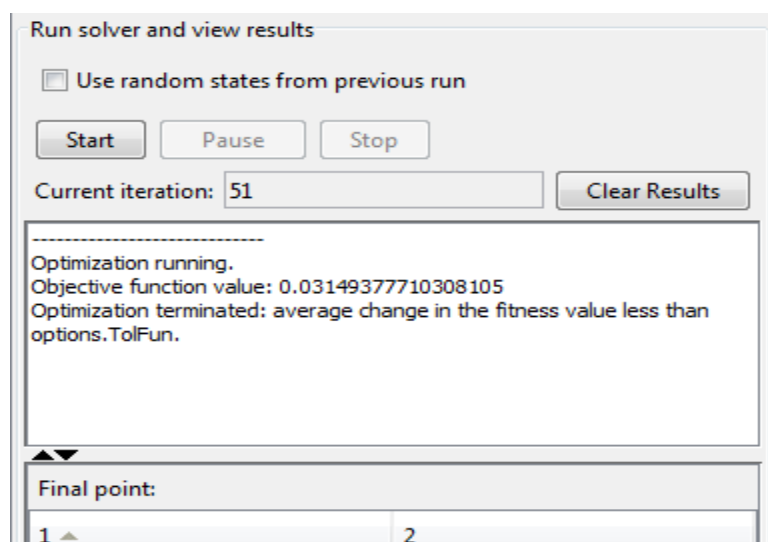 Run solver and view results
Use random states from previous run
Start Pause Stop
Current iteration: 51 Clear Results
------------------------------
Optimization running.
Objective function value: 0.03149377710308105
Optimization terminated: average change in the fitness value less than
options.TolFun.
Final point:
1 2